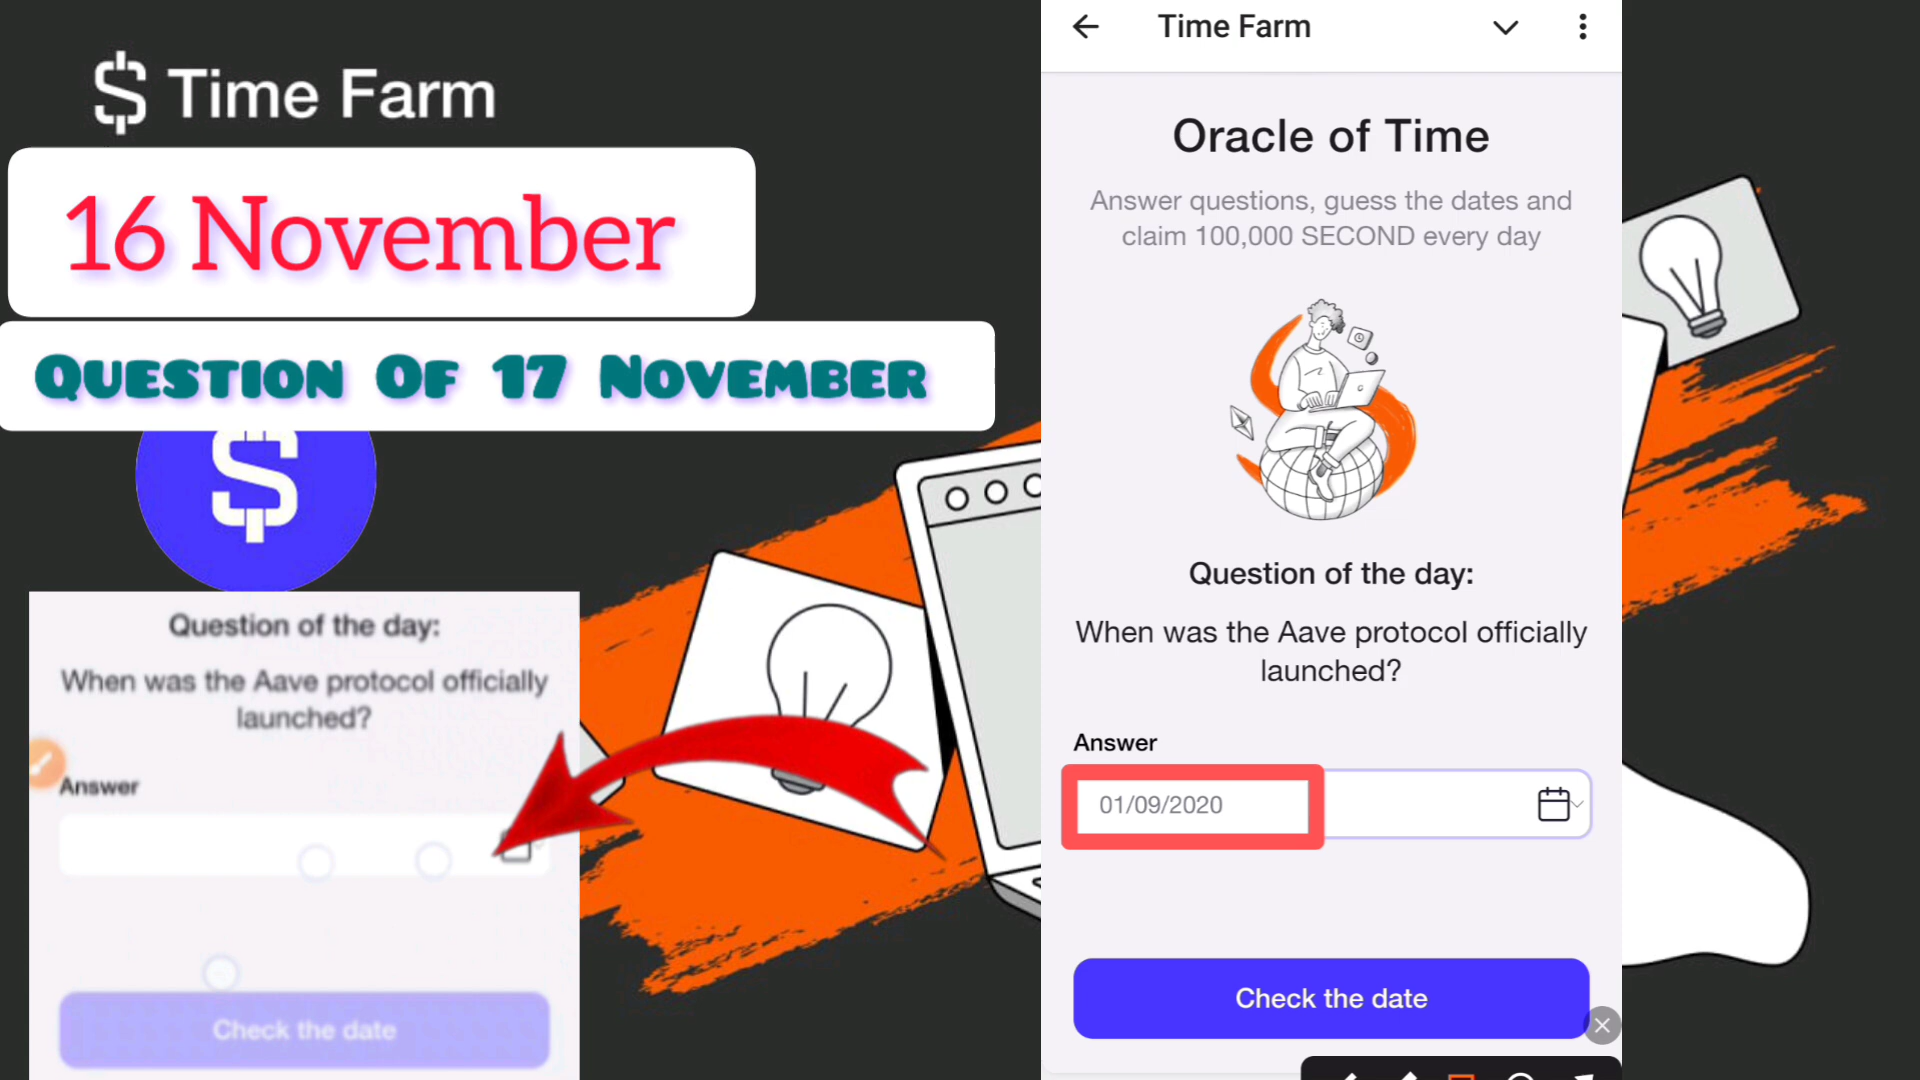 Time Farm
16 November
Question Of 17 November
Question of the day:
When was the Aave protocol officially
launched?
Answer
Check the date
Time Farm
Oracle of Time
Answer questions, guess the dates and
claim 100,000 SECOND every day
Question of the day:
When was the Aave protocol officially
launched?
Answer
01/09/2020
Check the date